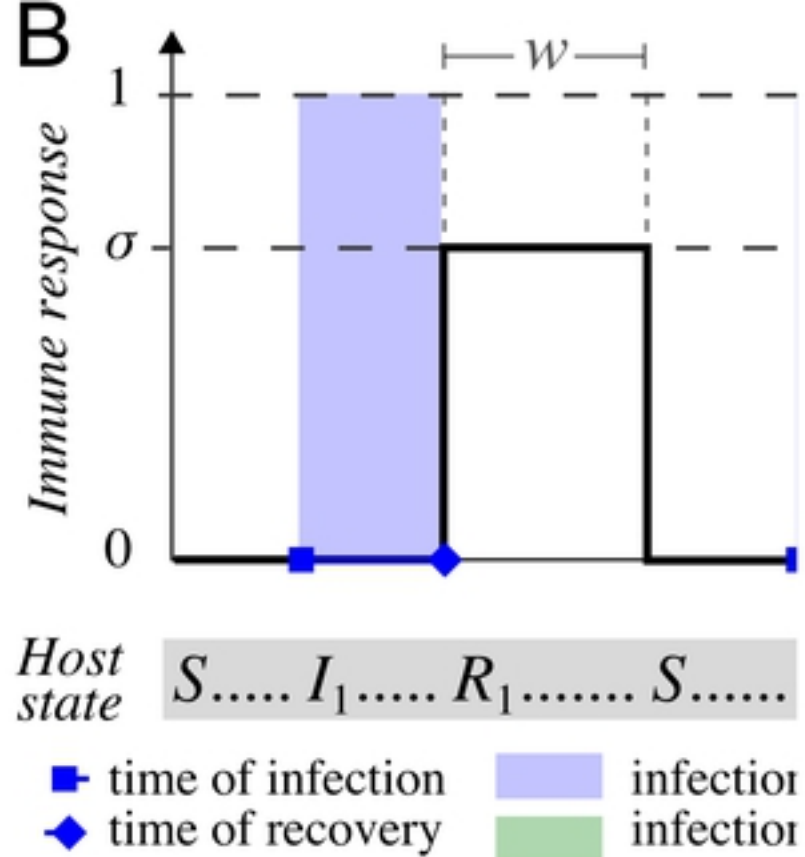 B
w
1
σ
0
Immune response
Host state
S..... I1..... R1....... S......
time of infection
time of recovery